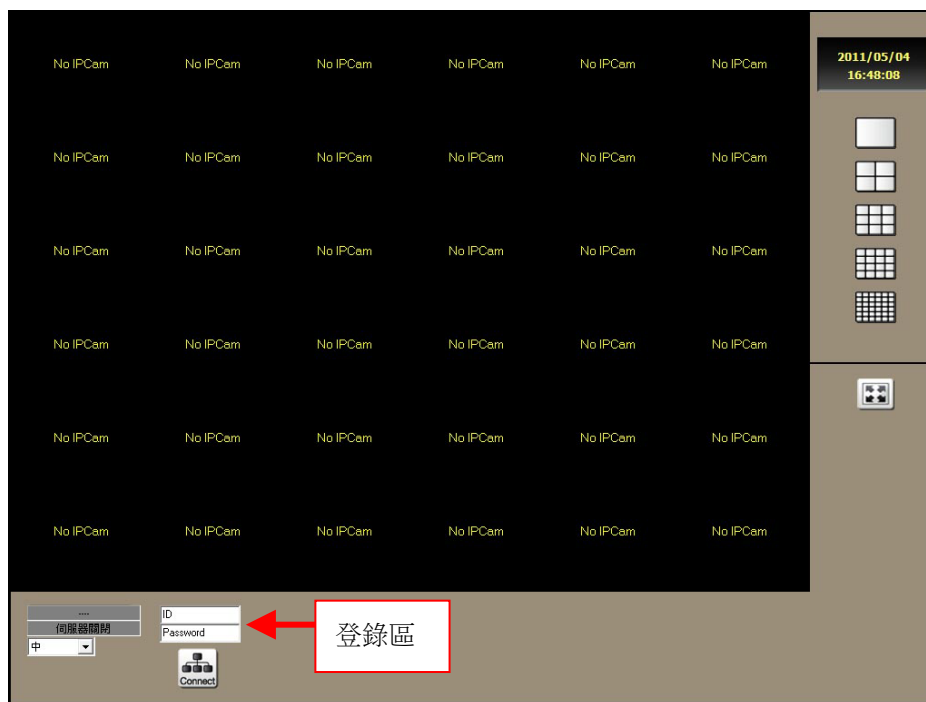 No IPCam No IPCam No IPCam No IPCam No IPCam No IPCam
2011/05/04
16:48:08
No IPCam No IPCam No IPCam No IPCam No IPCam No IPCam
No IPCam No IPCam No IPCam No IPCam No IPCam No IPCam
No IPCam No IPCam No IPCam No IPCam No IPCam No IPCam
No IPCam No IPCam No IPCam No IPCam No IPCam No IPCam
No IPCam No IPCam No IPCam No IPCam No IPCam No IPCam
----
伺服器關閉
中
ID
Password
Connect
登錄區